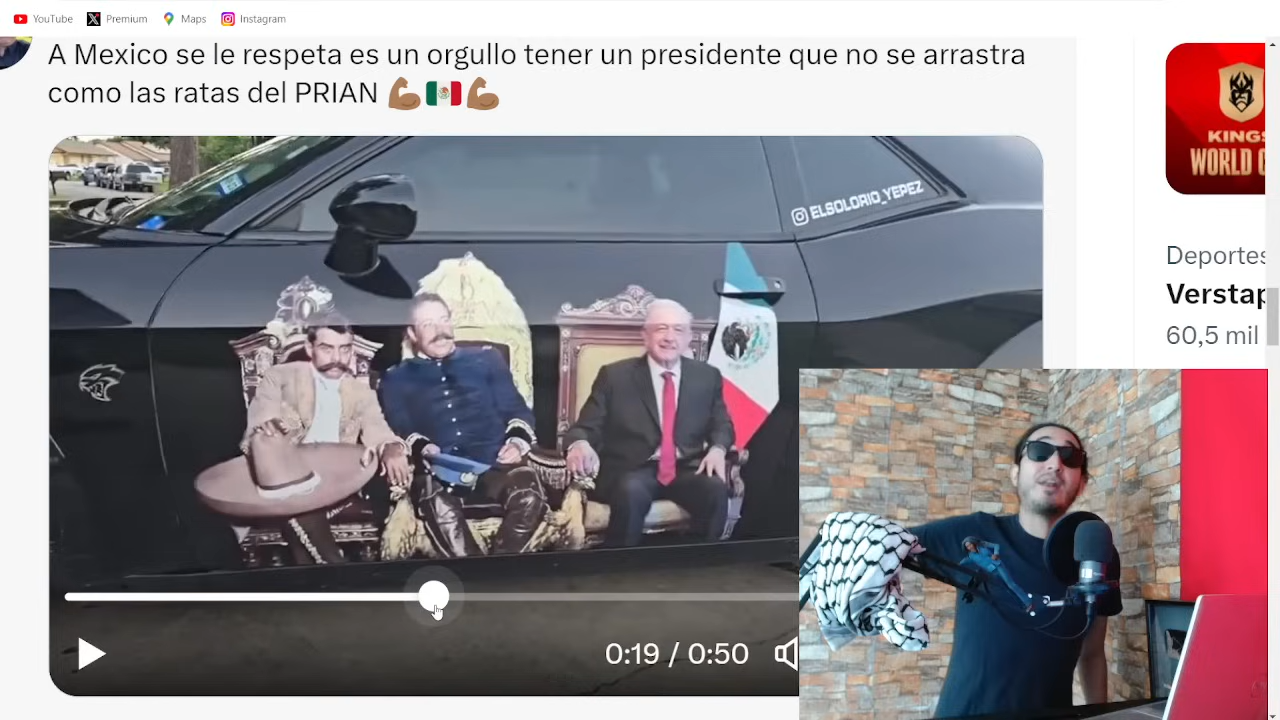 YouTube
Premium
Maps
Instagram
A Mexico se le respeta es un orgullo tener un presidente que no se arrastra
como las ratas del PRIAN
ELSOLORIO_YEPEZ
0:19 / 0:50
KINGS
WORLD C
Deportes
Verstap
60,5 mil